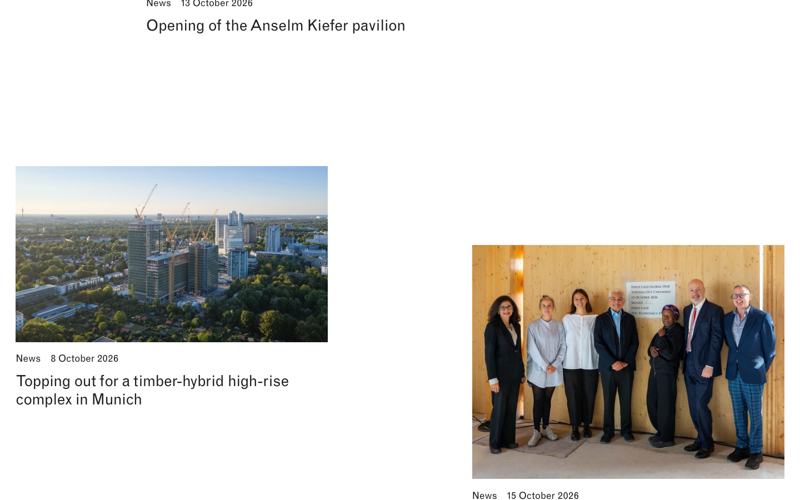 News 13 October 2026
Opening of the Anselm Kiefer pavilion
News 8 October 2026
Topping out for a timber-hybrid high-rise
complex in Munich
News 15 October 2026